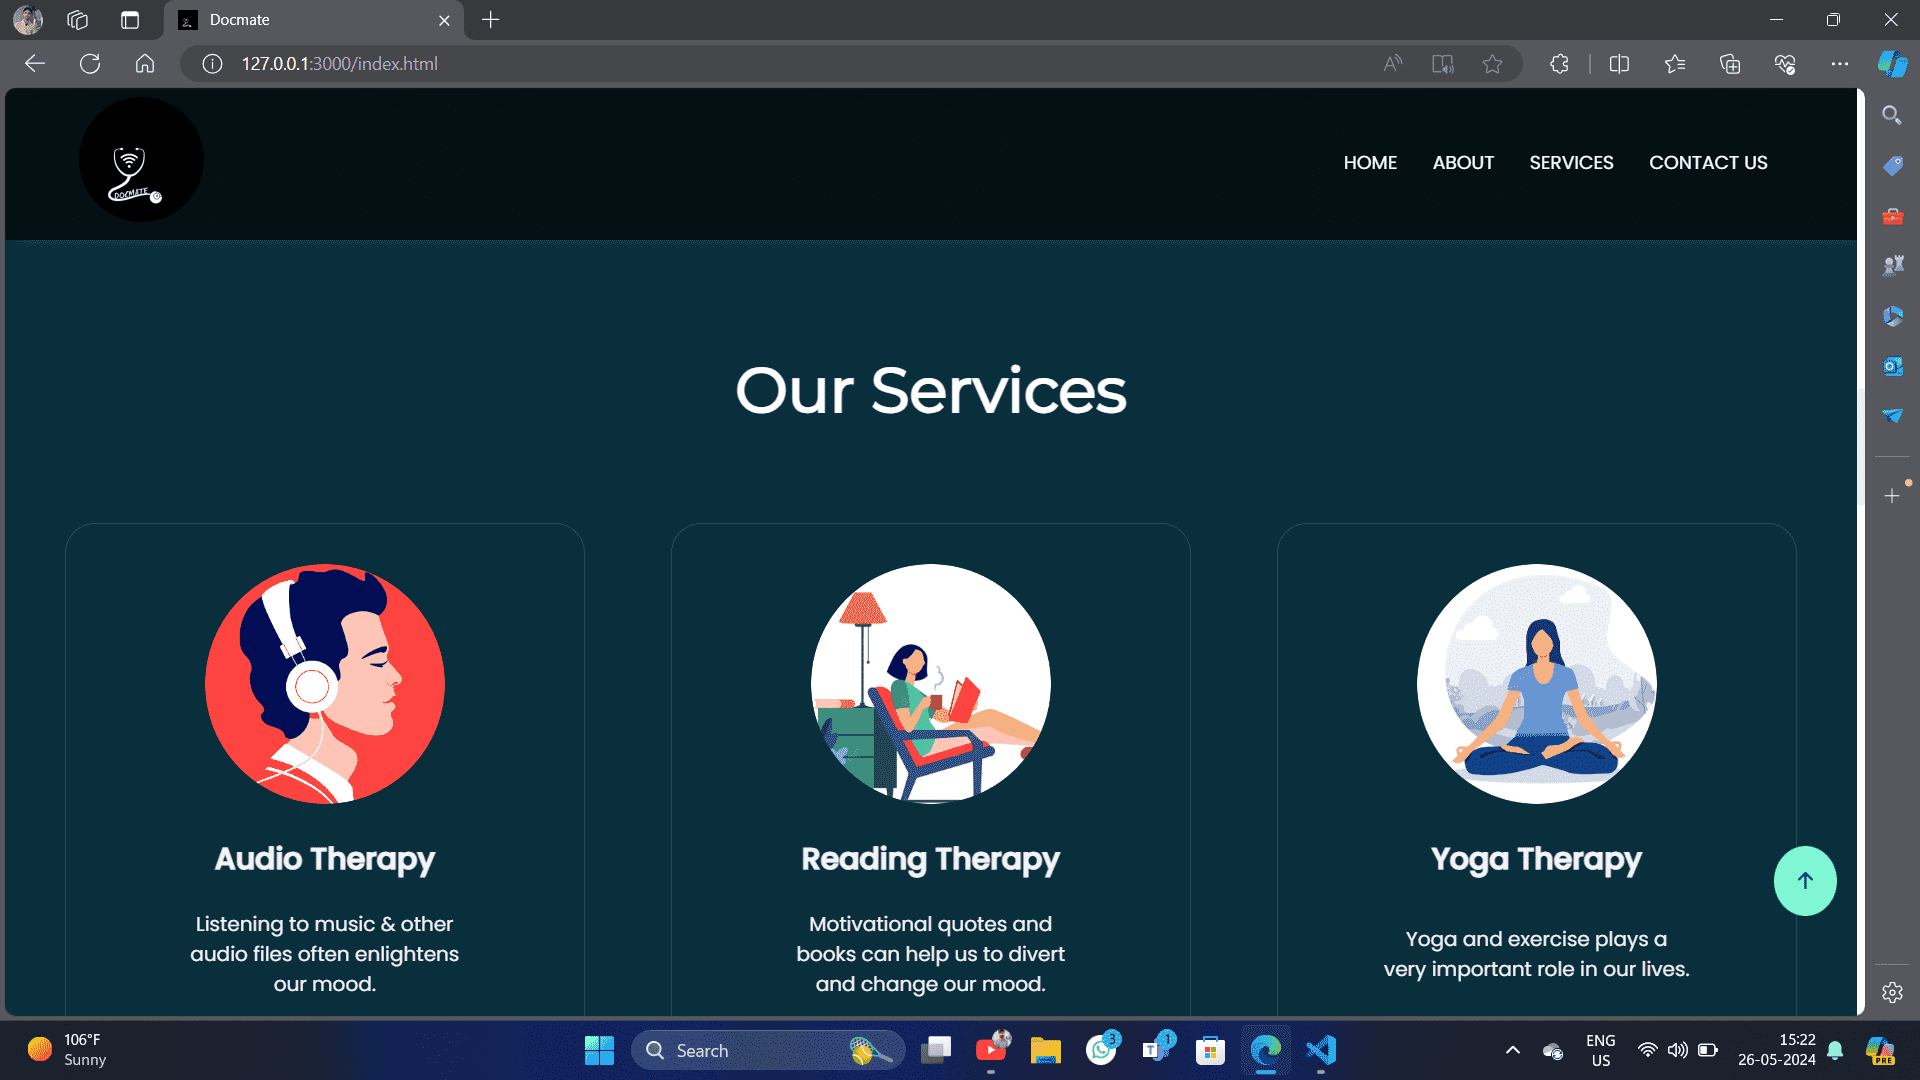 Docmate
127.0.0.1:3000/index.html
DOCMATE
HOME ABOUT SERVICES CONTACT US
Our Services
Audio Therapy
Listening to music & other
audio files often enlightens
our mood.
Reading Therapy
Motivational quotes and
books can help us to divert
and change our mood.
Yoga Therapy
Yoga and exercise plays a
very important role in our lives.
106°F
Sunny
Search
3
1
ENG
US
15:22
26-05-2024
PRE